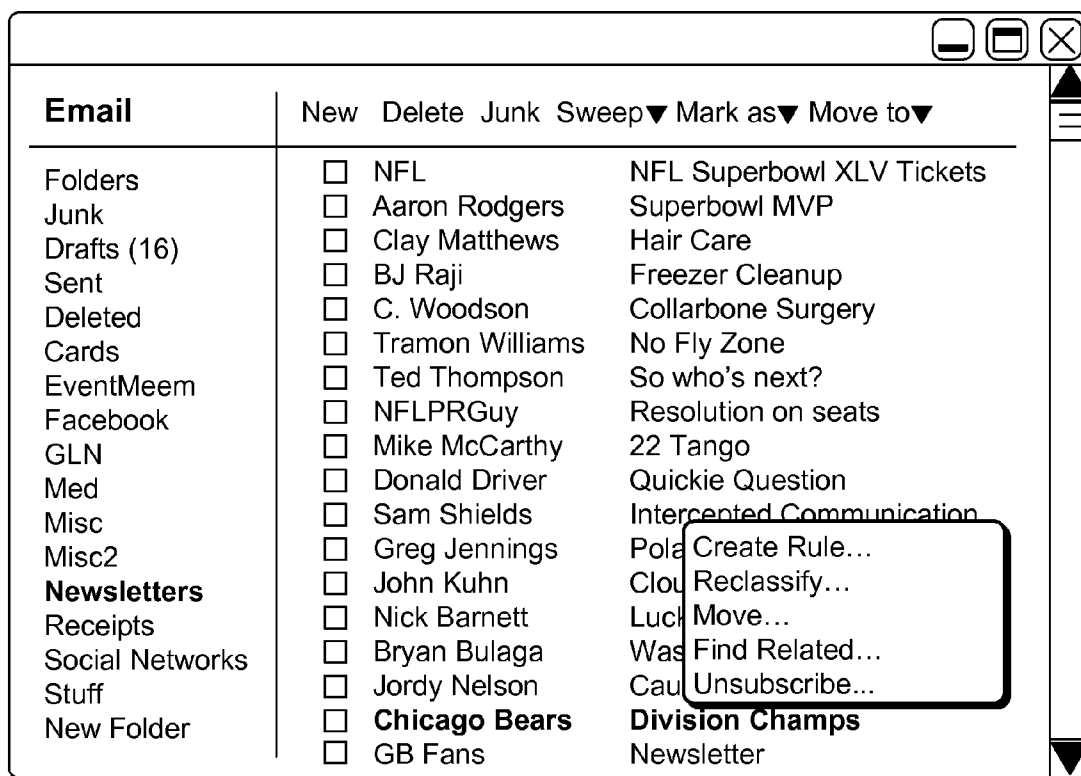 Email
New Delete Junk Sweep▼ Mark as▼ Move to▼
Folders
Junk
Drafts (16)
Sent
Deleted
Cards
EventMeem
Facebook
GLN
Med
Misc
Misc2
Newsletters
Receipts
Social Networks
Stuff
New Folder
NFL NFL Superbowl XLV Tickets
Aaron Rodgers Superbowl MVP
Clay Matthews Hair Care
BJ Raji Freezer Cleanup
C. Woodson Collarbone Surgery
Tramon Williams No Fly Zone
Ted Thompson So who's next?
NFLPRGuy Resolution on seats
Mike McCarthy 22 Tango
Donald Driver Quickie Question
Sam Shields Intercepted Communication
Greg Jennings Pola
John Kuhn Clou
Nick Barnett Luck
Bryan Bulaga Was
Jordy Nelson Cau
Chicago Bears Division Champs
GB Fans Newsletter
Create Rule...
Reclassify...
Move...
Find Related...
Unsubscribe...